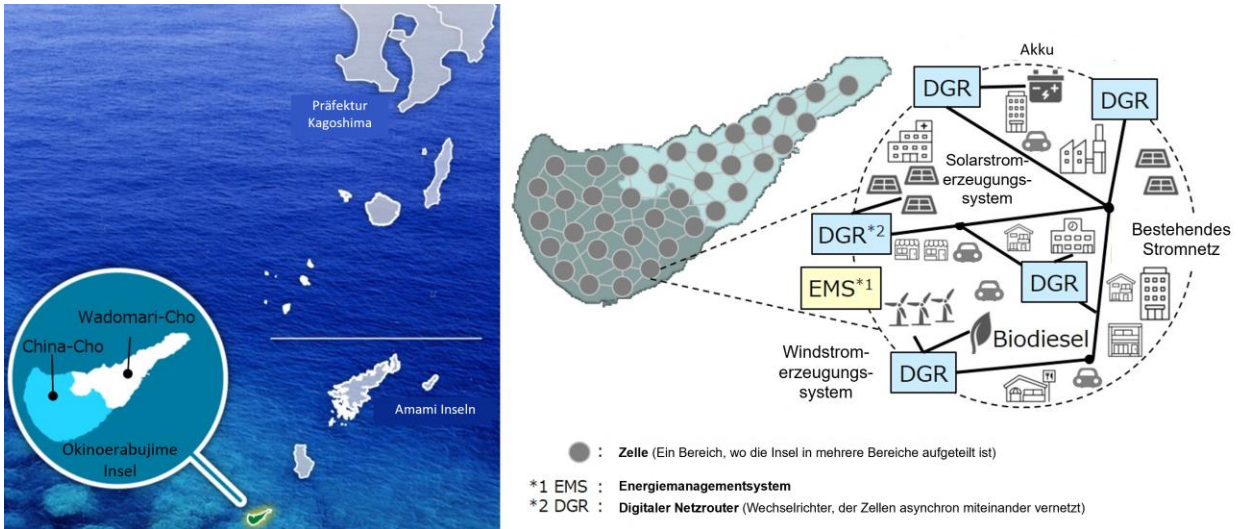 Präfektur
Kagoshima
Wadomari-Cho
China-Cho
Okinoerabujime
Insel
Amami Inseln
Akku
DGR
DGR
Solarstrom-
erzeugungs-
system
DGR*2
Bestehendes
Stromnetz
DGR
EMS*1
Biodiesel
Windstrom-
erzeugungs-
system
DGR
: Zelle (Ein Bereich, wo die Insel in mehrere Bereiche aufgeteilt ist)
*1 EMS : Energiemanagementsystem
*2 DGR : Digitaler Netzrouter (Wechselrichter, der Zellen asynchron miteinander vernetzt)